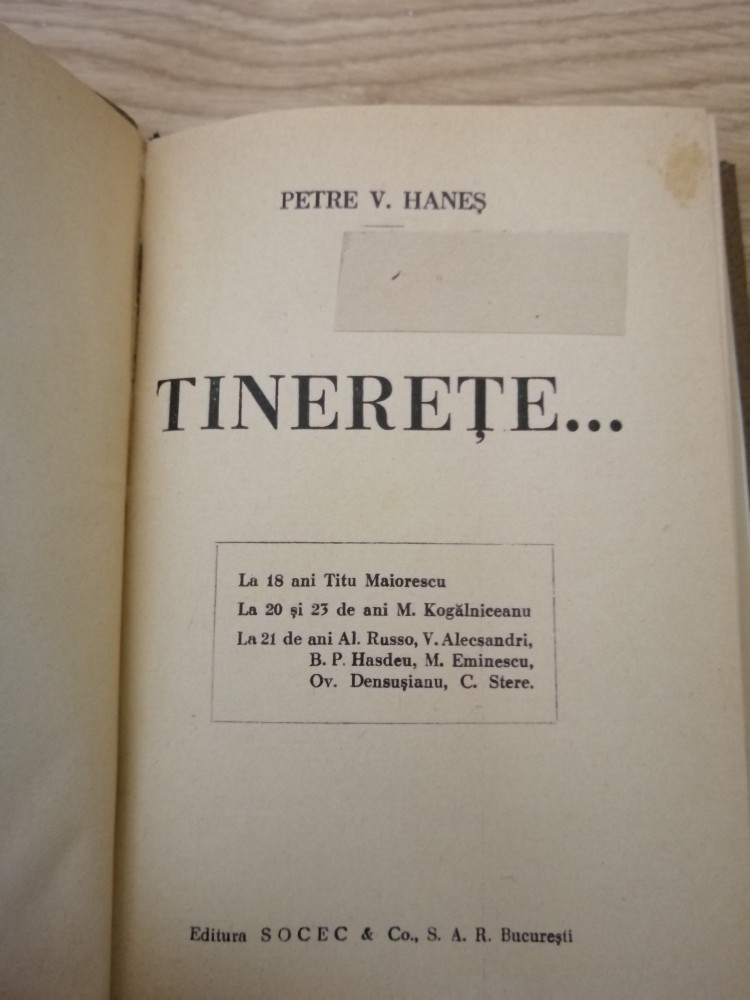 PETRE V. HANEȘ
TINEREȚE...
La 18 ani Titu Maiorescu
La 20 și 23 de ani M. Kogălniceanu
La 21 de ani Al. Russo, V. Alecsandri,
B. P. Hasdeu, M. Eminescu,
Ov. Densușianu, C. Stere.
Editura SOCEC & Co., S. A. R. București